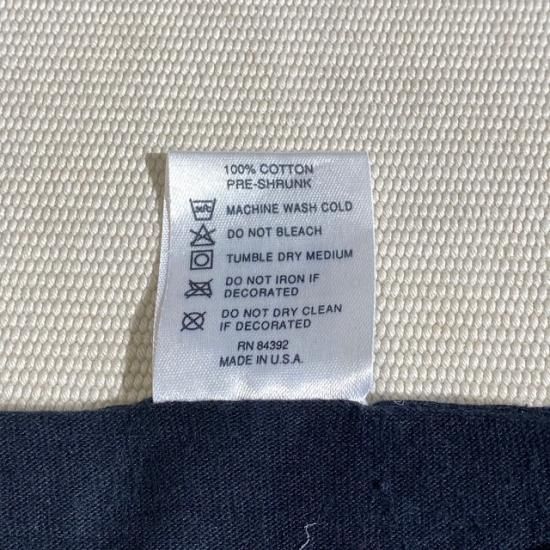 100% COTTON
PRE-SHRUNK
MACHINE WASH COLD
DO NOT BLEACH
TUMBLE DRY MEDIUM
DO NOT IRON IF
DECORATED
DO NOT DRY CLEAN
IF DECORATED
RN 84392
MADE IN U.S.A.